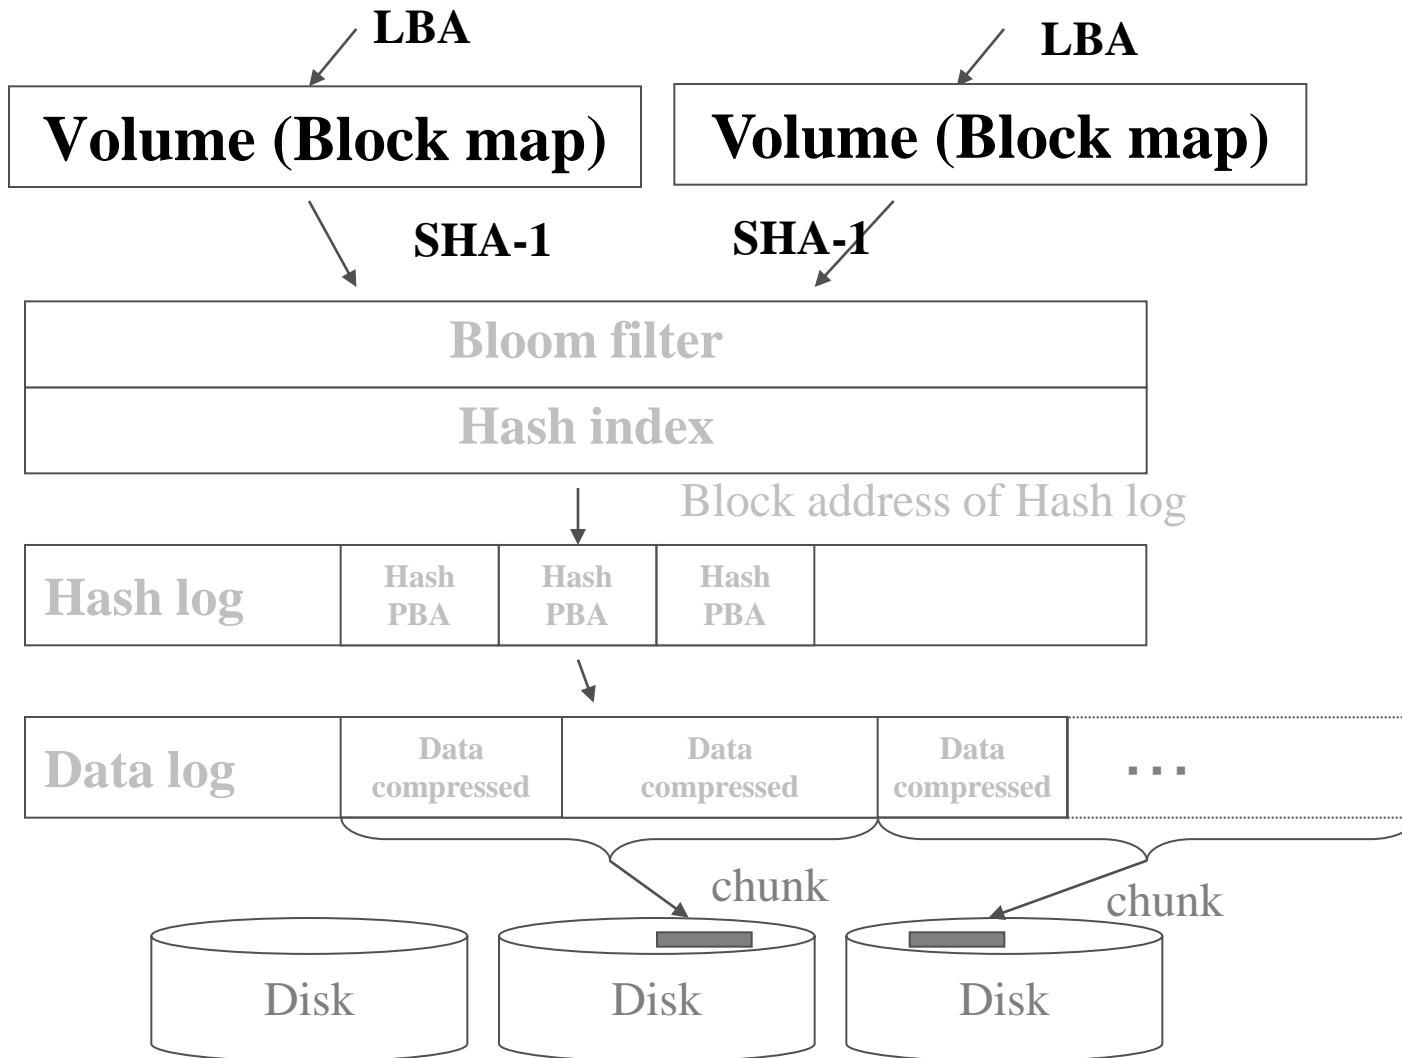 LBA
LBA
Volume (Block map)
Volume (Block map)
SHA-1
SHA-1
Bloom filter
Hash index
Block address of Hash log
Hash log
Hash
PBA
Hash
PBA
Hash
PBA
Data log
Data
compressed
Data
compressed
Data
compressed
...
chunk
chunk
Disk
Disk
Disk